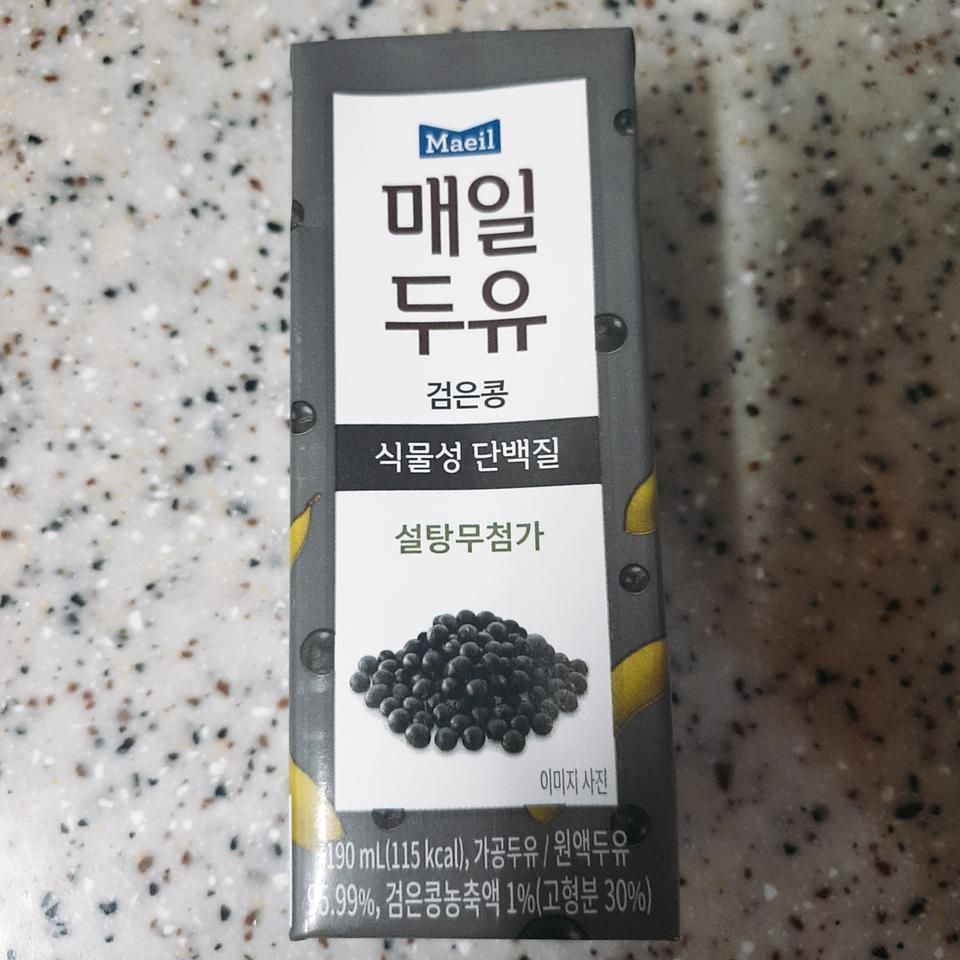 Maeil
매일
두유
검은콩
식물성 단백질
설탕무첨가
이미지 사진
190 mL(115 kcal), 가공두유 / 원액두유
검은콩농축액 1%(고형분 30%)